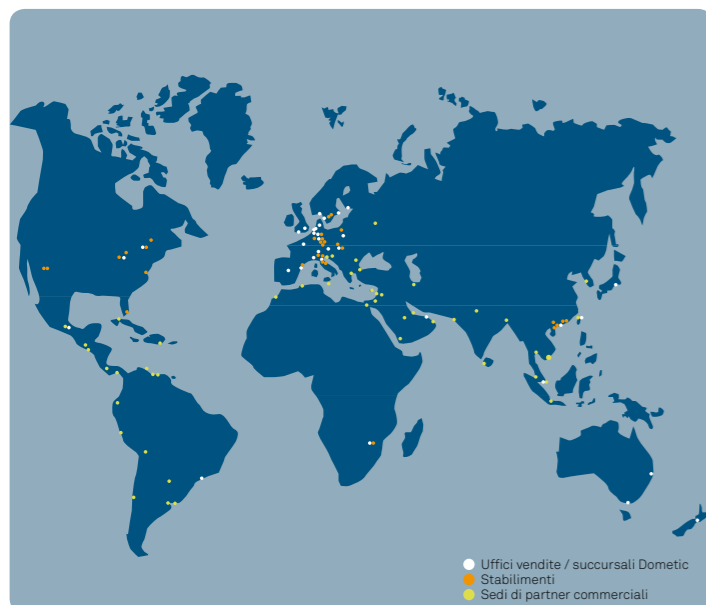 Uffici vendite / succursali Dometic
Stabilimenti
Sedi di partner commerciali